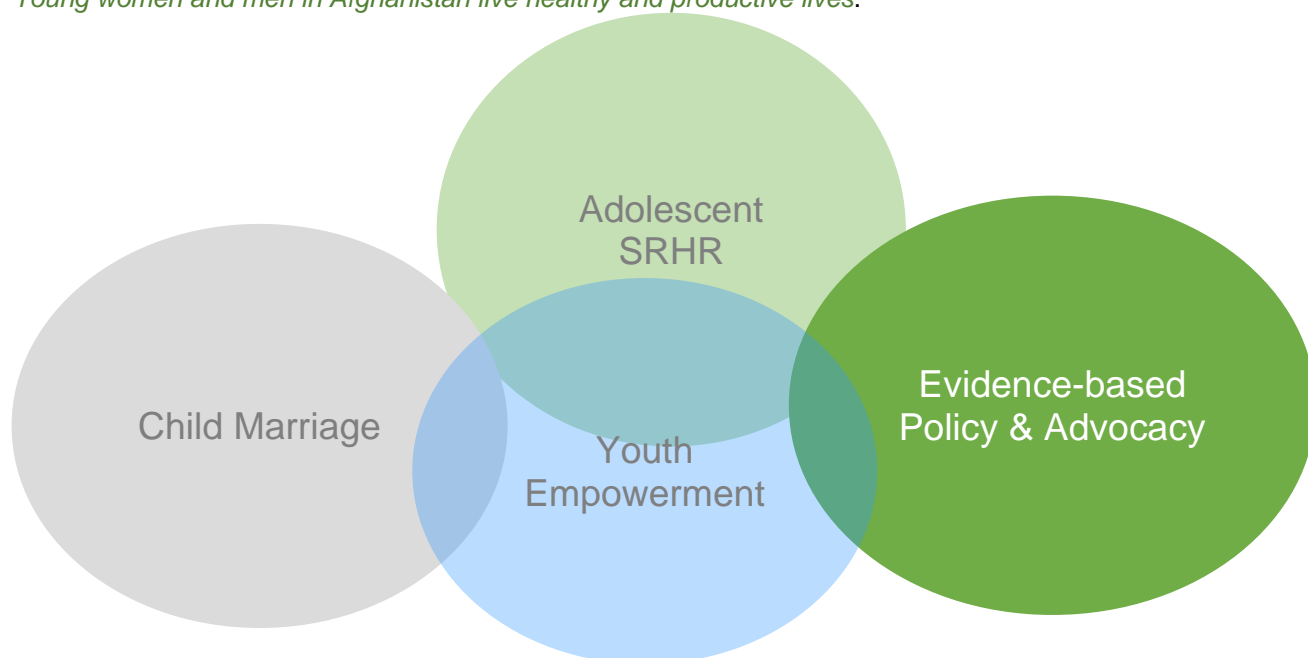 Young women and men in Afghanistan live healthy and productive lives.
Adolescent
SRHR
Evidence-based
Policy & Advocacy
Child Marriage
Youth
Empowerment